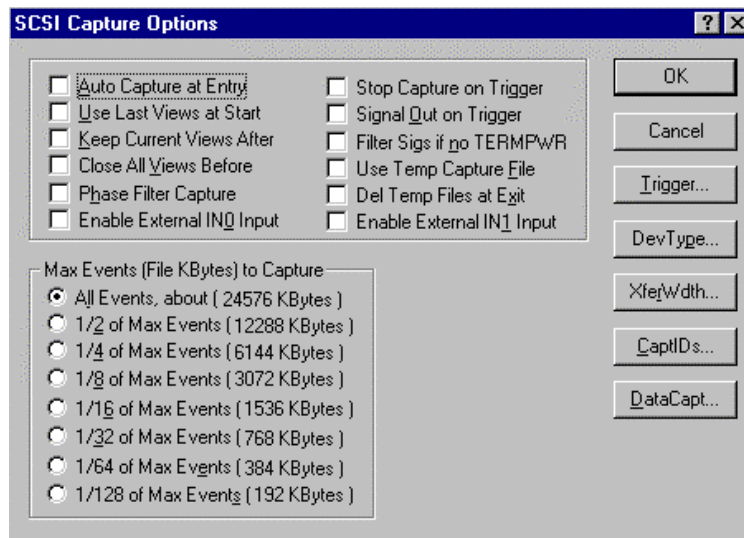 SCSI Capture Options
Auto Capture at Entry
Use Last Views at Start
Keep Current Views After
Close All Views Before
Phase Filter Capture
Enable External IN0 Input
Stop Capture on Trigger
Signal Out on Trigger
Filter Sigs if no TERMPWR
Use Temp Capture File
Del Temp Files at Exit
Enable External IN1 Input
Max Events (File KBytes) to Capture
All Events, about ( 24576 KBytes )
1/2 of Max Events ( 12288 KBytes )
1/4 of Max Events ( 6144 KBytes )
1/8 of Max Events ( 3072 KBytes )
1/16 of Max Events ( 1536 KBytes )
1/32 of Max Events ( 768 KBytes )
1/64 of Max Events ( 384 KBytes )
1/128 of Max Events ( 192 KBytes )
OK
Cancel
Trigger...
DevType...
XferWdth...
CaptIDs...
DataCapt...